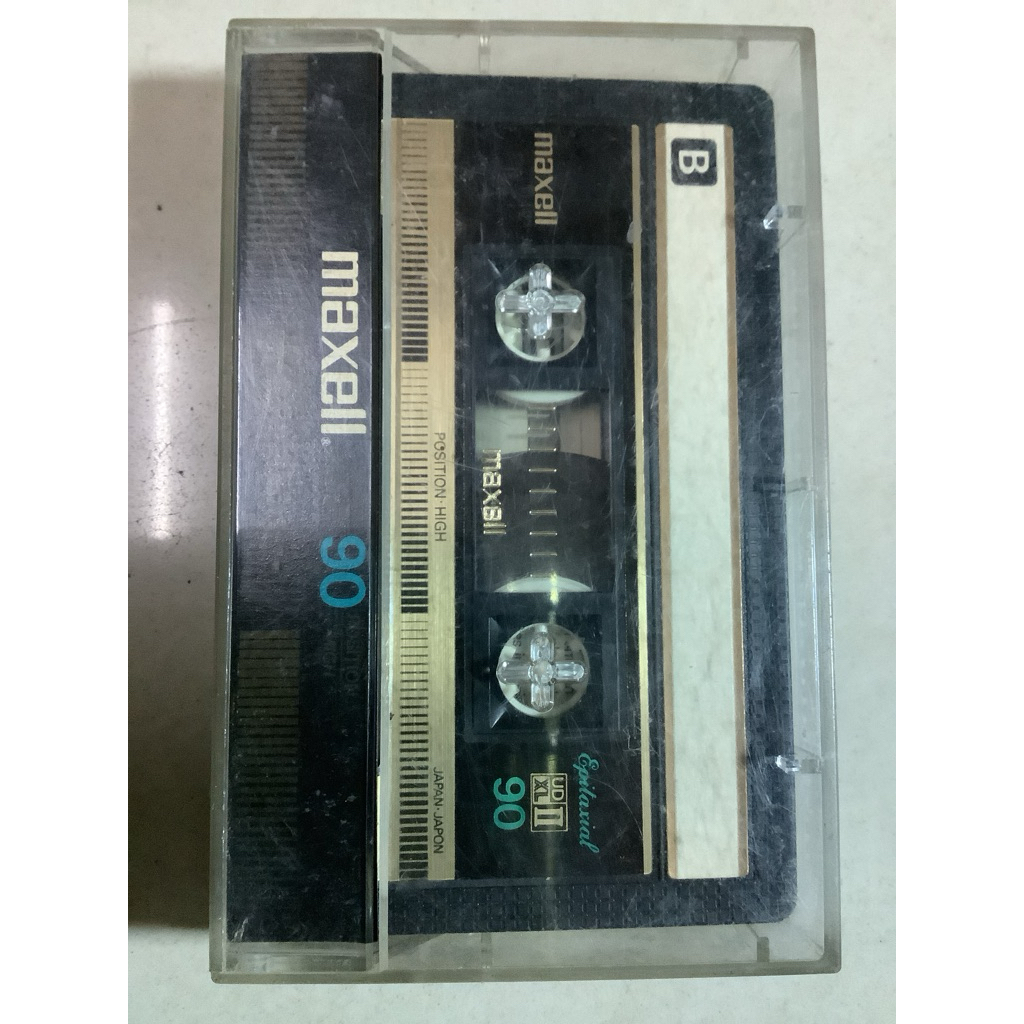 maxell
90
POSITION·HIGH
JAPAN·JAPON
maxell
maxell
Epitaxial
UD
XL
II
90
B